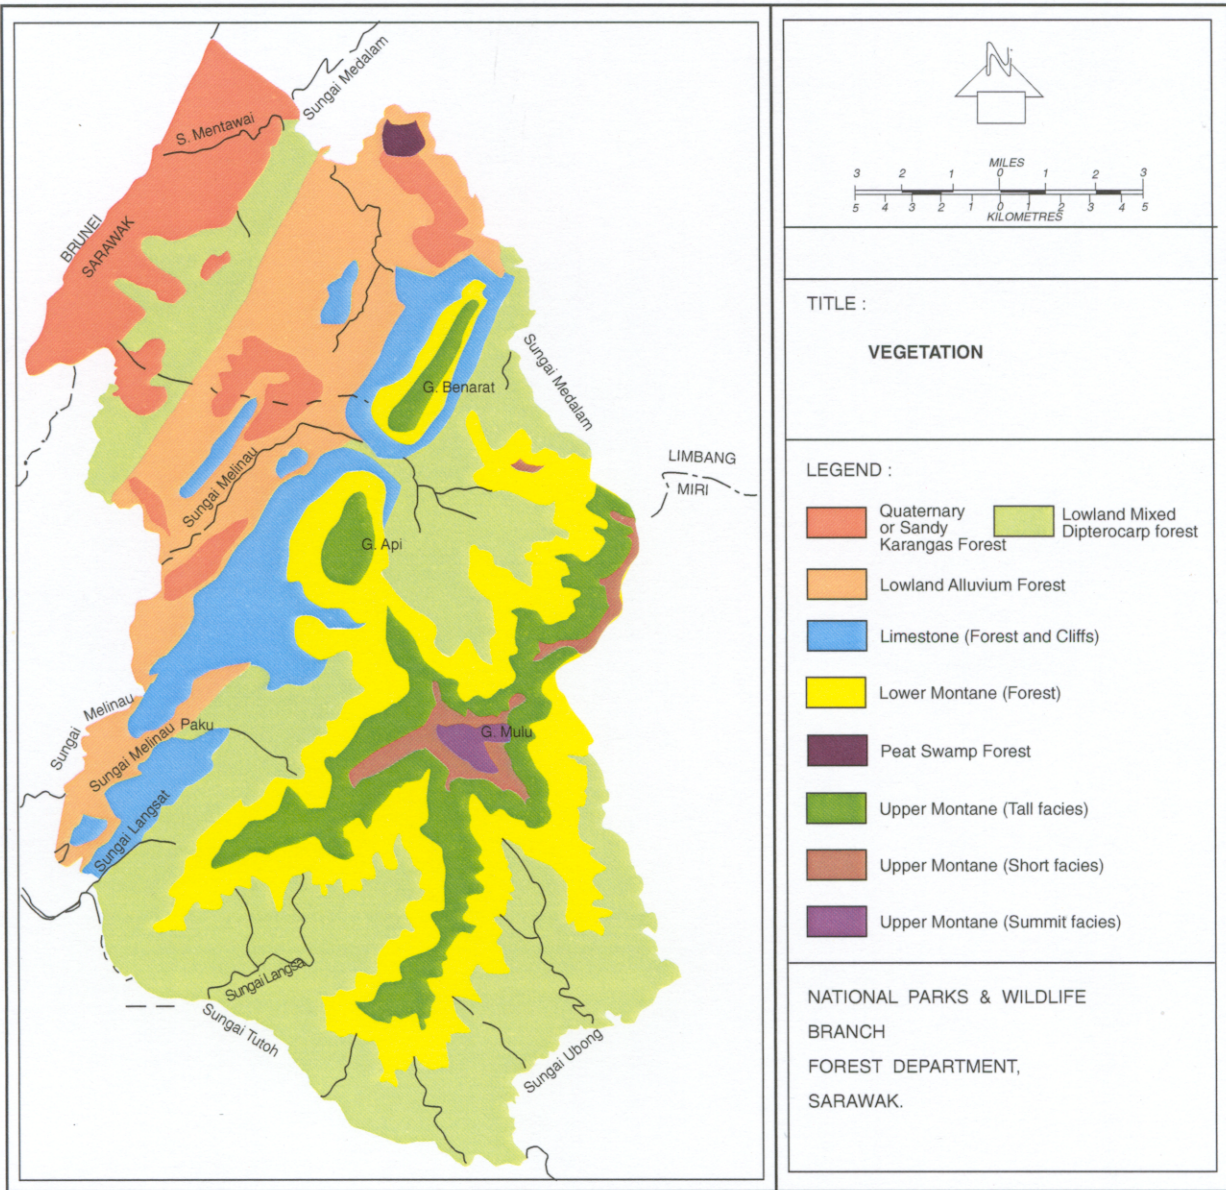 Sungai Medalam
S. Mentawai
BRUNEI
SARAWAK
G. Benarat
Sungai Medalam
LIMBANG
MIRI
Sungai Melinau
G. Api
Sungai Melinau
Sungai Melinau Paku
G. Mulu
Sungai Langsat
Sungai Langsa
Sungai Tutoh
Sungai Ubong
N
MILES
3 2 1 0 1 2 3
5 4 3 2 1 0 1 2 3 4 5
KILOMETRES
TITLE :
VEGETATION
LEGEND :
Quaternary
or Sandy
Karangas Forest
Lowland Mixed
Dipterocarp forest
Lowland Alluvium Forest
Limestone (Forest and Cliffs)
Lower Montane (Forest)
Peat Swamp Forest
Upper Montane (Tall facies)
Upper Montane (Short facies)
Upper Montane (Summit facies)
NATIONAL PARKS & WILDLIFE
BRANCH
FOREST DEPARTMENT,
SARAWAK.